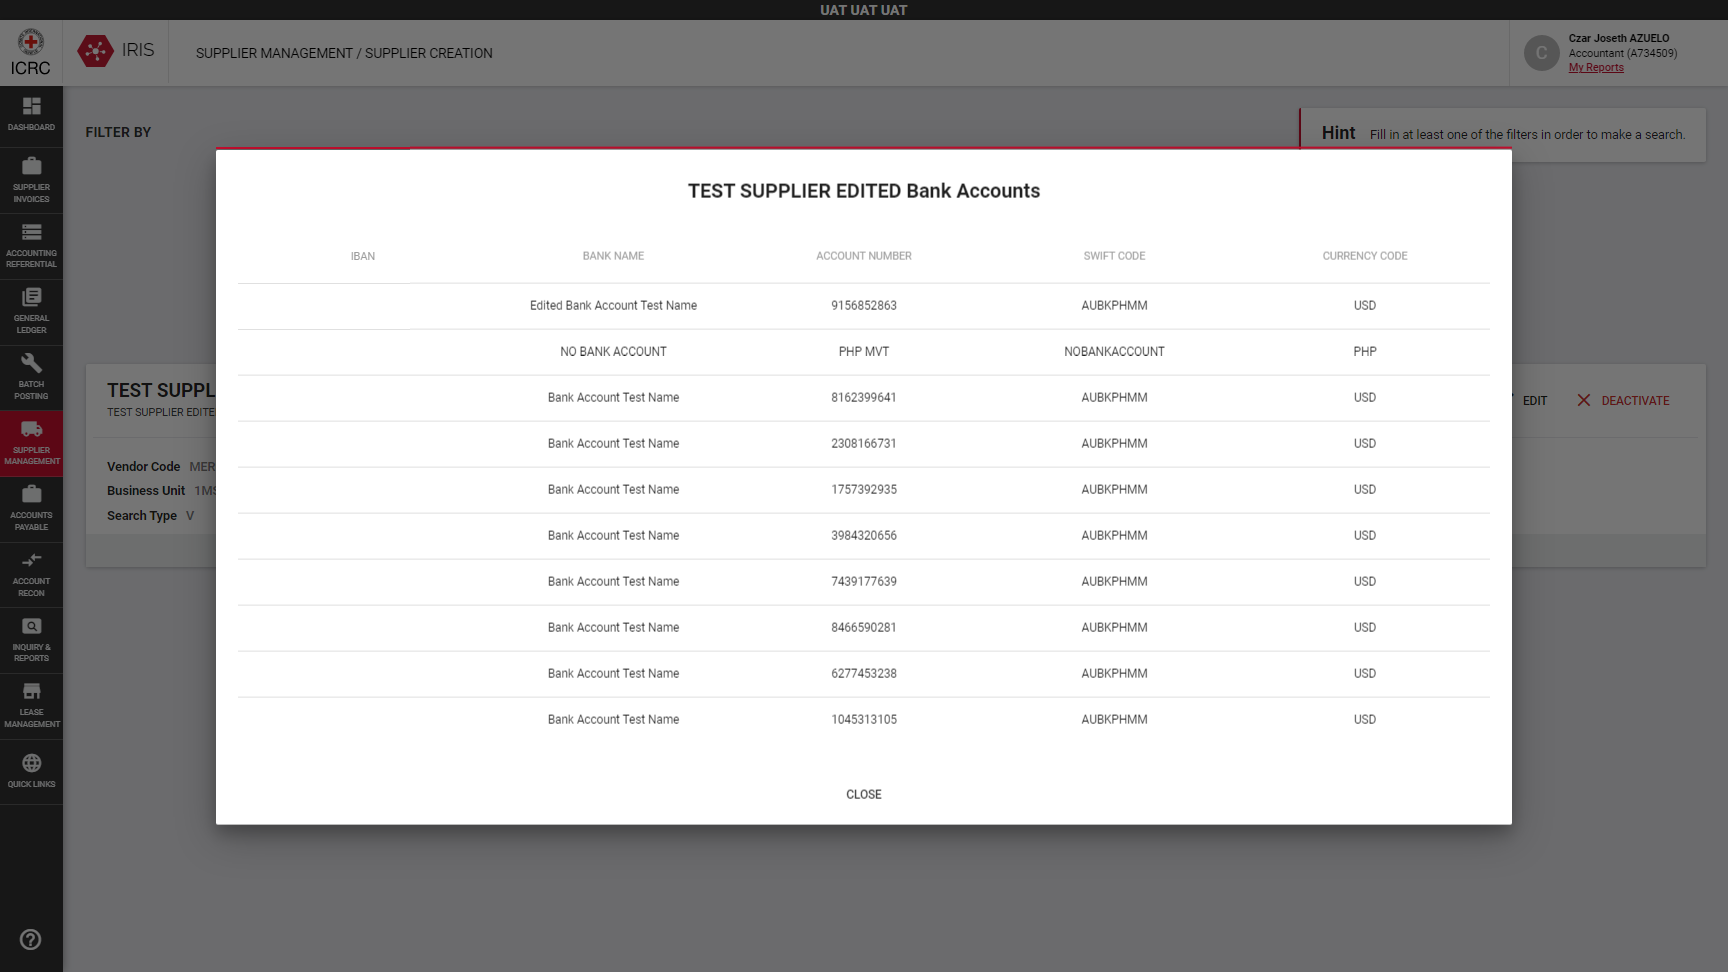 UAT UAT UAT
ICRC
IRIS
SUPPLIER MANAGEMENT / SUPPLIER CREATION
C
Czar Joseth AZUELO
Accountant (A734509)
My Reports
DASHBOARD
SUPPLIER
INVOICES
ACCOUNTING
REFERENTIAL
GENERAL
LEDGER
BATCH
POSTING
SUPPLIER
MANAGEMENT
ACCOUNTS
PAYABLE
ACCOUNT
RECON
INQUIRY &
REPORTS
LEASE
MANAGEMENT
QUICK LINKS
FILTER BY
Hint Fill in at least one of the filters in order to make a search.
TEST SUPPL
TEST SUPPLIER EDITE
EDIT
DEACTIVATE
Vendor Code MER
Business Unit 1MS
Search Type V
TEST SUPPLIER EDITED Bank Accounts
IBAN BANK NAME ACCOUNT NUMBER SWIFT CODE CURRENCY CODE
Edited Bank Account Test Name 9156852863 AUBKPHMM USD
NO BANK ACCOUNT PHP MVT NOBANKACCOUNT PHP
Bank Account Test Name 8162399641 AUBKPHMM USD
Bank Account Test Name 2308166731 AUBKPHMM USD
Bank Account Test Name 1757392935 AUBKPHMM USD
Bank Account Test Name 3984320656 AUBKPHMM USD
Bank Account Test Name 7439177639 AUBKPHMM USD
Bank Account Test Name 8466590281 AUBKPHMM USD
Bank Account Test Name 6277453238 AUBKPHMM USD
Bank Account Test Name 1045313105 AUBKPHMM USD
CLOSE